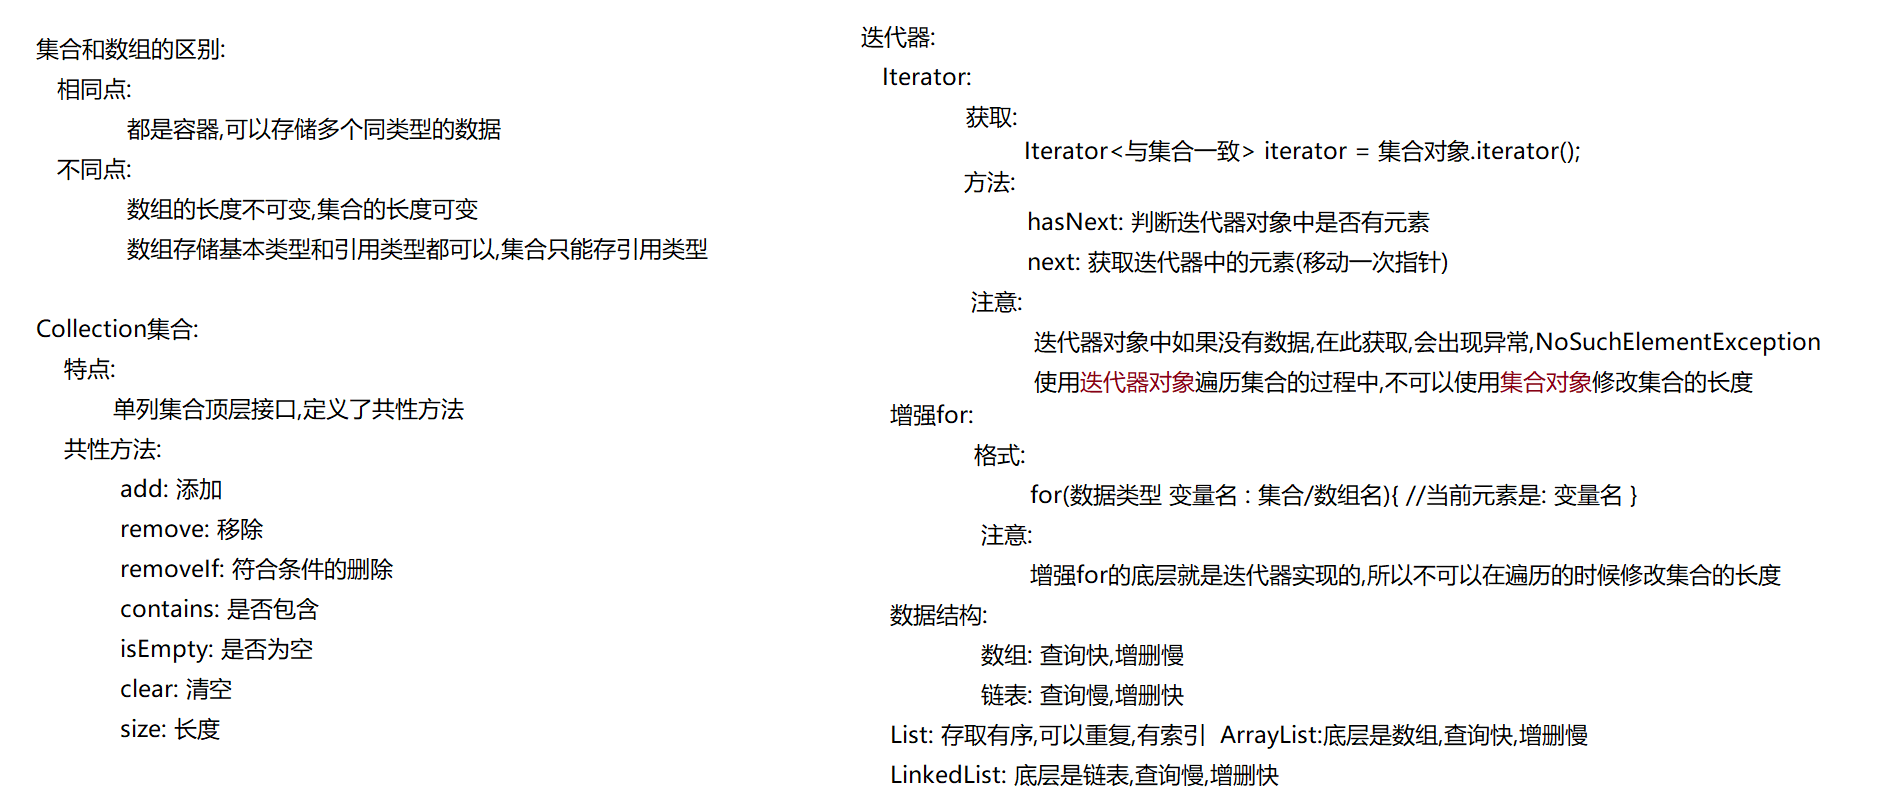 集合和数组的区别:
相同点:
都是容器,可以存储多个同类型的数据
不同点:
数组的长度不可变,集合的长度可变
数组存储基本类型和引用类型都可以,集合只能存引用类型
Collection集合:
特点:
单列集合顶层接口,定义了共性方法
共性方法:
add: 添加
remove: 移除
removeIf: 符合条件的删除
contains: 是否包含
isEmpty: 是否为空
clear: 清空
size: 长度
迭代器:
Iterator:
获取:
Iterator<与集合一致> iterator = 集合对象.iterator();
方法:
hasNext: 判断迭代器对象中是否有元素
next: 获取迭代器中的元素(移动一次指针)
注意:
迭代器对象中如果没有数据,在此获取,会出现异常,NoSuchElementException
使用迭代器对象遍历集合的过程中,不可以使用集合对象修改集合的长度
增强for:
格式:
for(数据类型 变量名 : 集合/数组名){ //当前元素是: 变量名 }
注意:
增强for的底层就是迭代器实现的,所以不可以在遍历的时候修改集合的长度
数据结构:
数组: 查询快,增删慢
链表: 查询慢,增删快
List: 存取有序,可以重复,有索引 ArrayList:底层是数组,查询快,增删慢
LinkedList: 底层是链表,查询慢,增删快